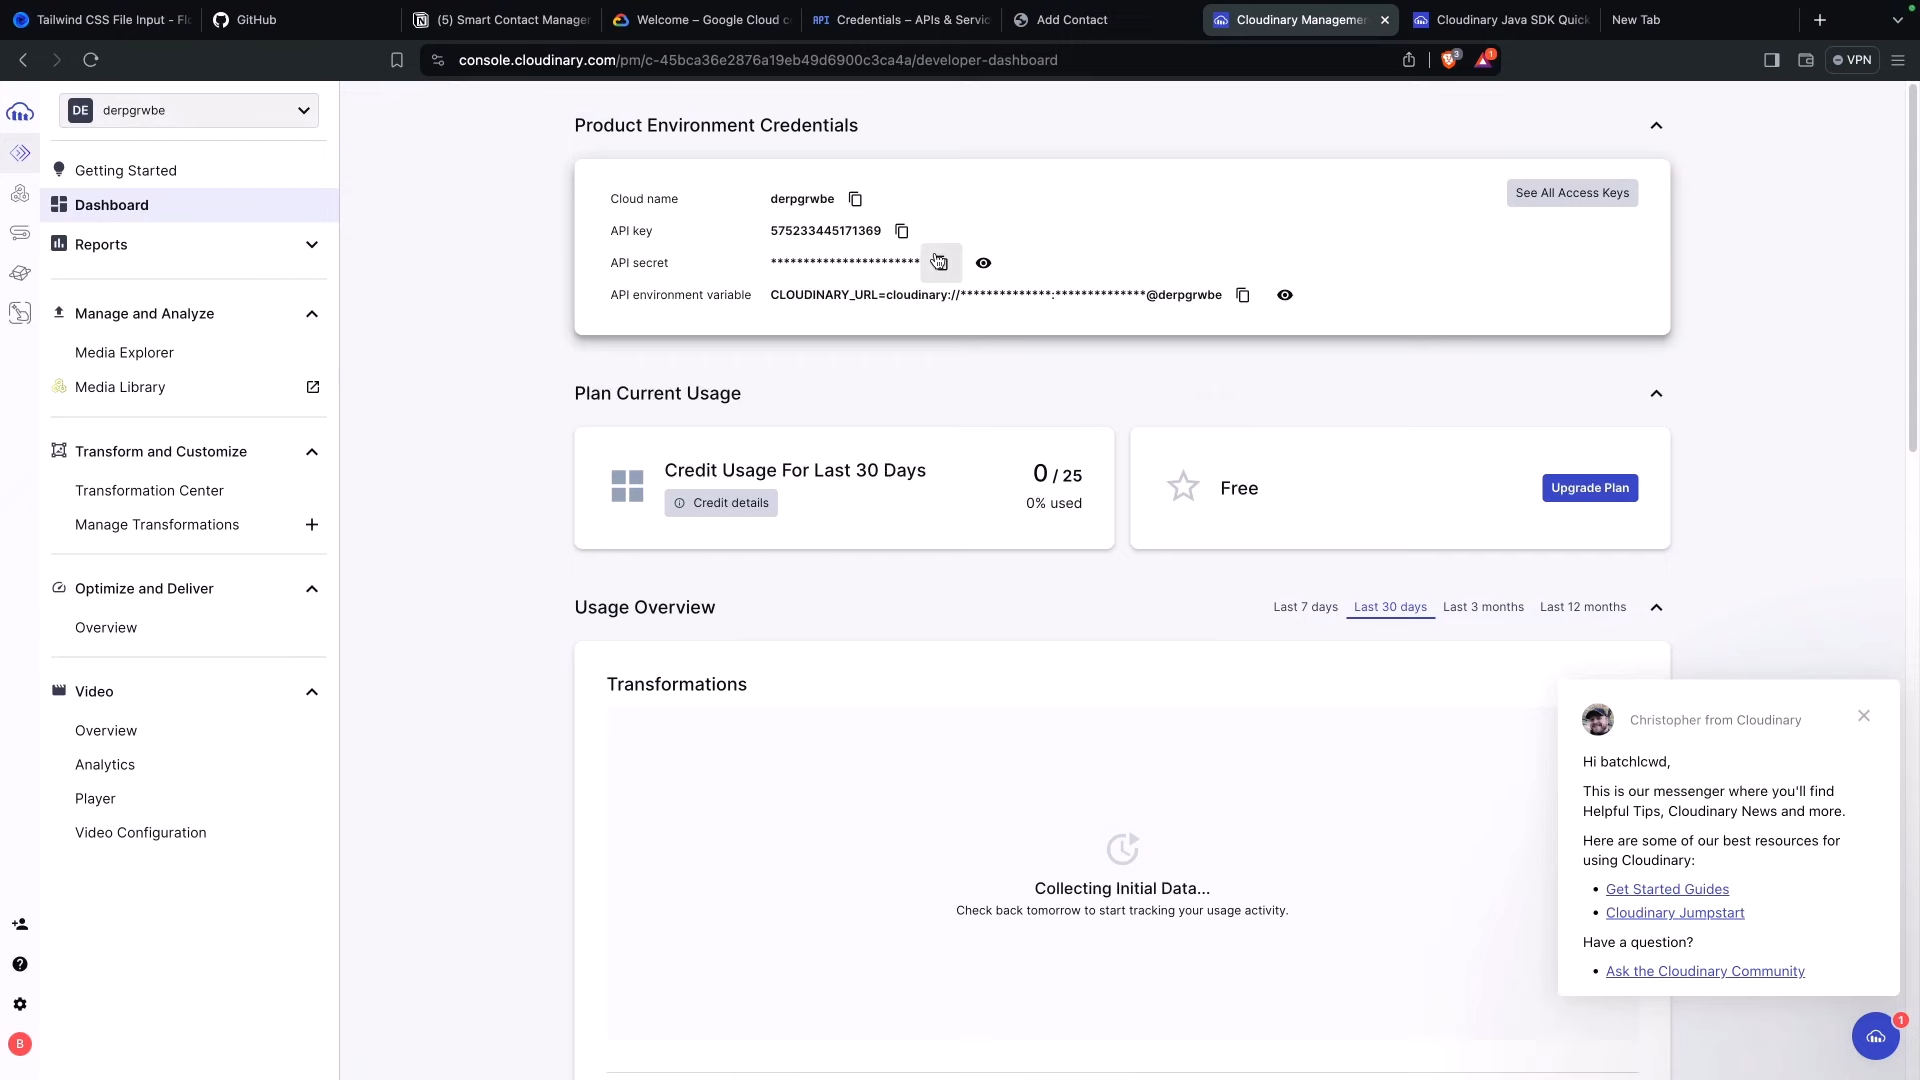 Tailwind CSS File Input - Flo
GitHub
(5) Smart Contact Manager
Welcome – Google Cloud c
API Credentials – APIs & Servic
Add Contact
Cloudinary Managemen
Cloudinary Java SDK Quick
New Tab
console.cloudinary.com/pm/c-45bca36e2876a19eb49d6900c3ca4a/developer-dashboard
3
1
VPN
DE derpgrwbe
Getting Started
Dashboard
Reports
Manage and Analyze
Media Explorer
Media Library
Transform and Customize
Transformation Center
Manage Transformations
Optimize and Deliver
Overview
Video
Overview
Analytics
Player
Video Configuration
B
Product Environment Credentials
See All Access Keys
Cloud name derpgrwbe
API key 575233445171369
API secret ***********************
API environment variable CLOUDINARY_URL=cloudinary://**************:**************@derpgrwbe
Plan Current Usage
Credit Usage For Last 30 Days
Credit details
0 / 25
0% used
Free
Upgrade Plan
Usage Overview
Last 7 days Last 30 days Last 3 months Last 12 months
Transformations
Collecting Initial Data...
Check back tomorrow to start tracking your usage activity.
Christopher from Cloudinary
Hi batchlcwd,
This is our messenger where you'll find
Helpful Tips, Cloudinary News and more.
Here are some of our best resources for
using Cloudinary:
• Get Started Guides
• Cloudinary Jumpstart
Have a question?
• Ask the Cloudinary Community
1